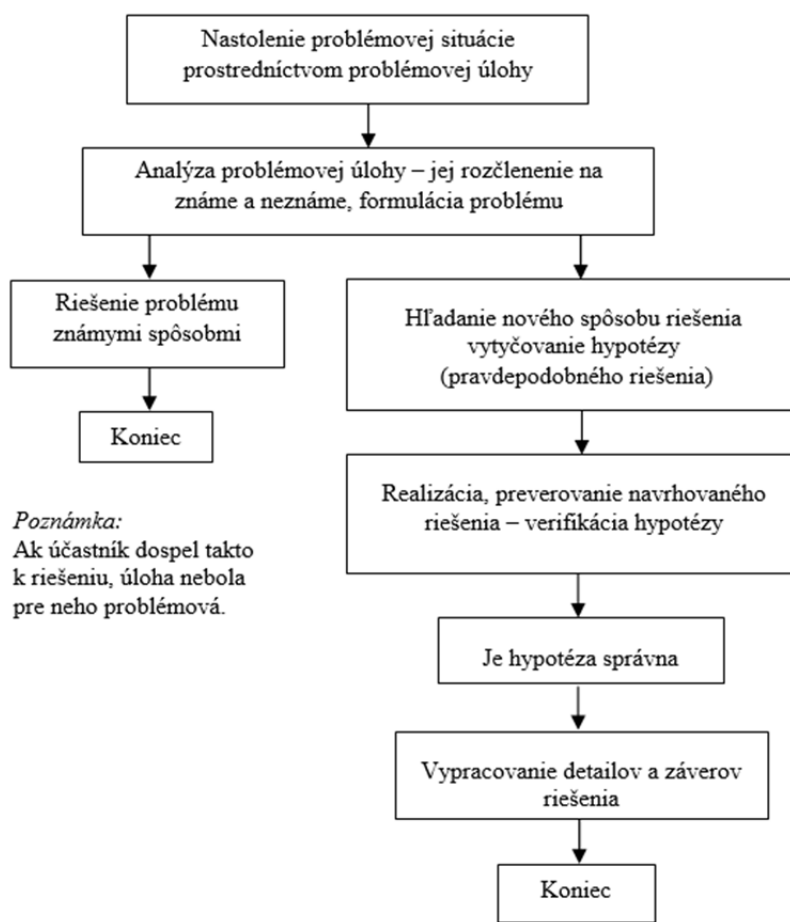 Nastolenie problémovej situácie
prostredníctvom problémovej úlohy
Analýza problémovej úlohy – jej rozčlenenie na
známe a neznáme, formulácia problému
Riešenie problému
známymi spôsobmi
Koniec
Poznámka:
Ak účastník dospel takto
k riešeniu, úloha nebola
pre neho problémová.
Hľadanie nového spôsobu riešenia
vytyčovanie hypotézy
(pravdepodobného riešenia)
Realizácia, preverovanie navrhovaného
riešenia – verifikácia hypotézy
Je hypotéza správna
Vypracovanie detailov a záverov
riešenia
Koniec